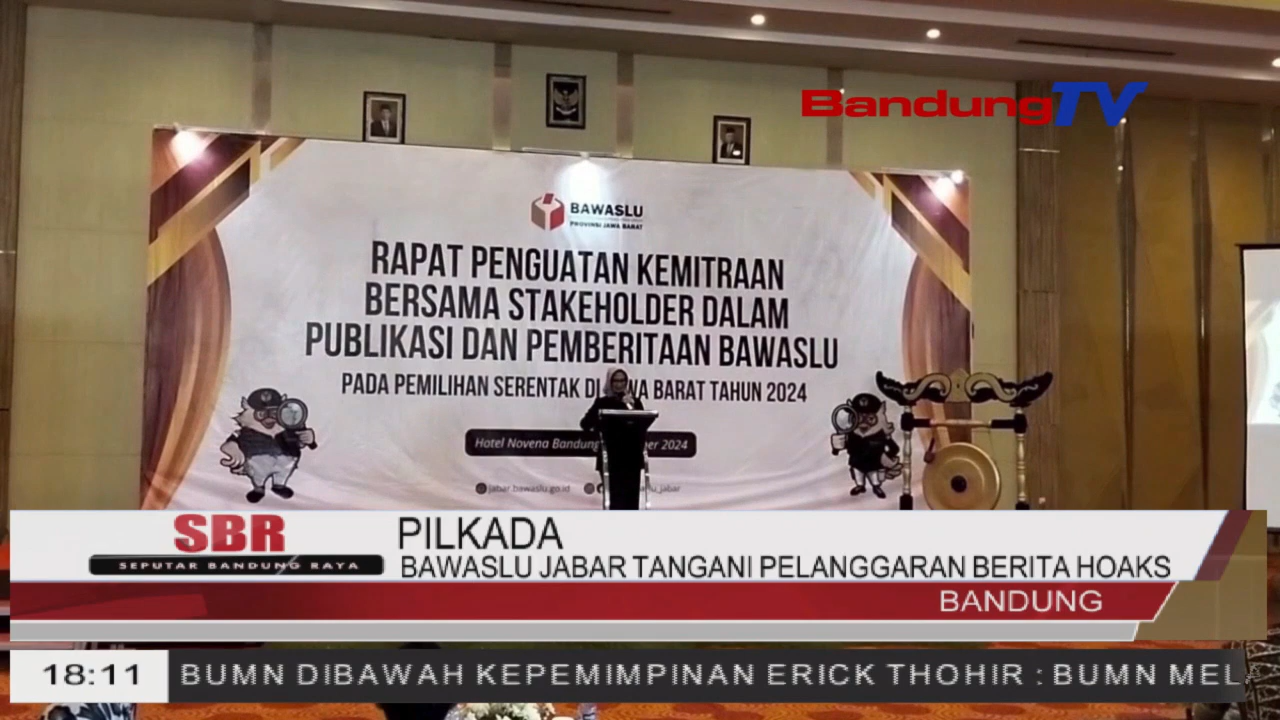 BandungTV
BAWASLU
PROVINSI JAWA BARAT
RAPAT PENGUATAN KEMITRAAN
BERSAMA STAKEHOLDER DALAM
PUBLIKASI DAN PEMBERITAAN BAWASLU
PADA PEMILIHAN SERENTAK DI BARAT TAHUN 2024
Hotel Novena Bandung 2024
jabar.bawaslu.go.id
SBR
SEPUTAR BANDUNG RAYA
PILKADA
BAWASLU JABAR TANGANI PELANGGARAN BERITA HOAKS
BANDUNG
18:11
BUMN DIBAWAH KEPEMIMPINAN ERICK THOHIR : BUMN MEL